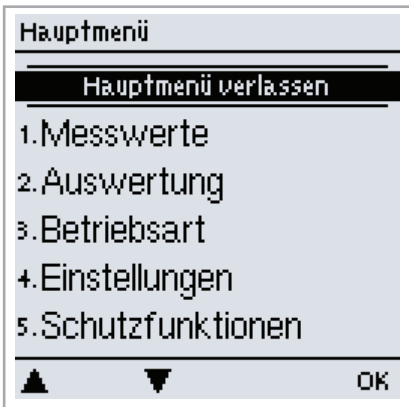 Hauptmenü
Hauptmenü verlassen
1.Messwerte
2.Auswertung
3.Betriebsart
4.Einstellungen
5.Schutzfunktionen
▲ ▼ OK